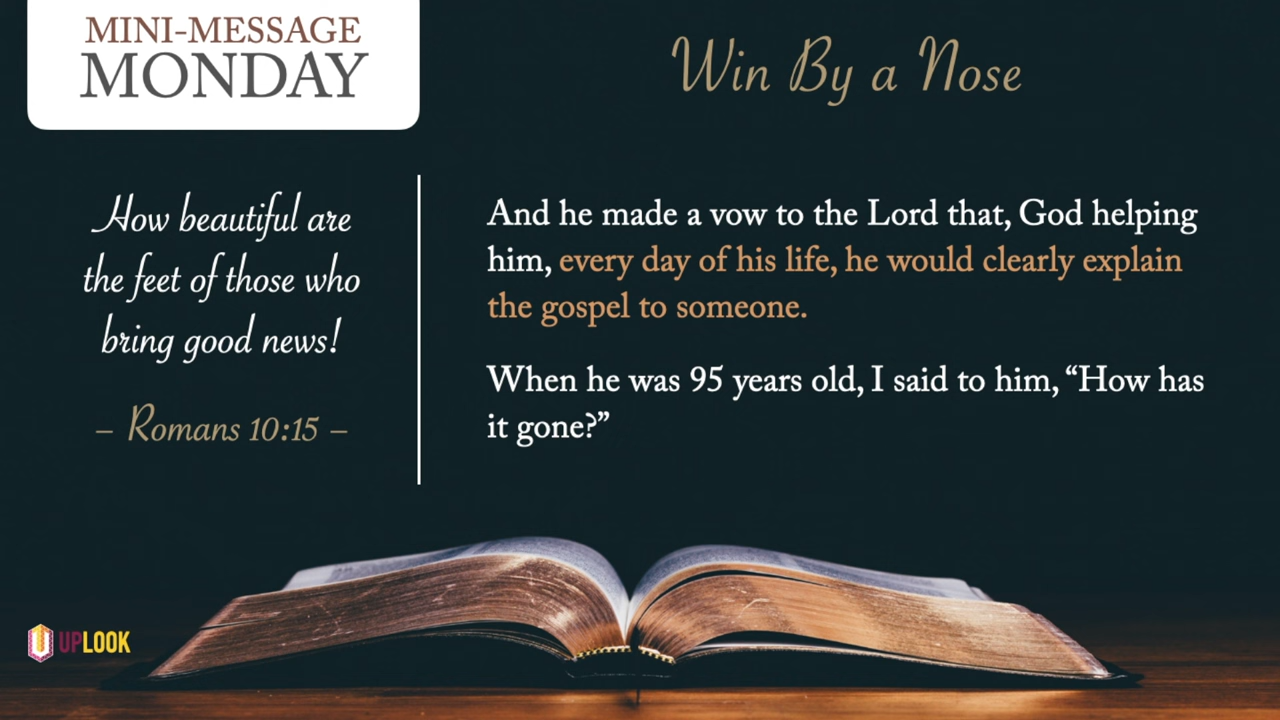 MINI-MESSAGE
MONDAY
Win By a Nose
How beautiful are
the feet of those who
bring good news!
– Romans 10:15 –
And he made a vow to the Lord that, God helping
him, every day of his life, he would clearly explain
the gospel to someone.
When he was 95 years old, I said to him, “How has
it gone?”
UPLOOK